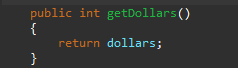 public int getDollars()
{
return dollars;
}